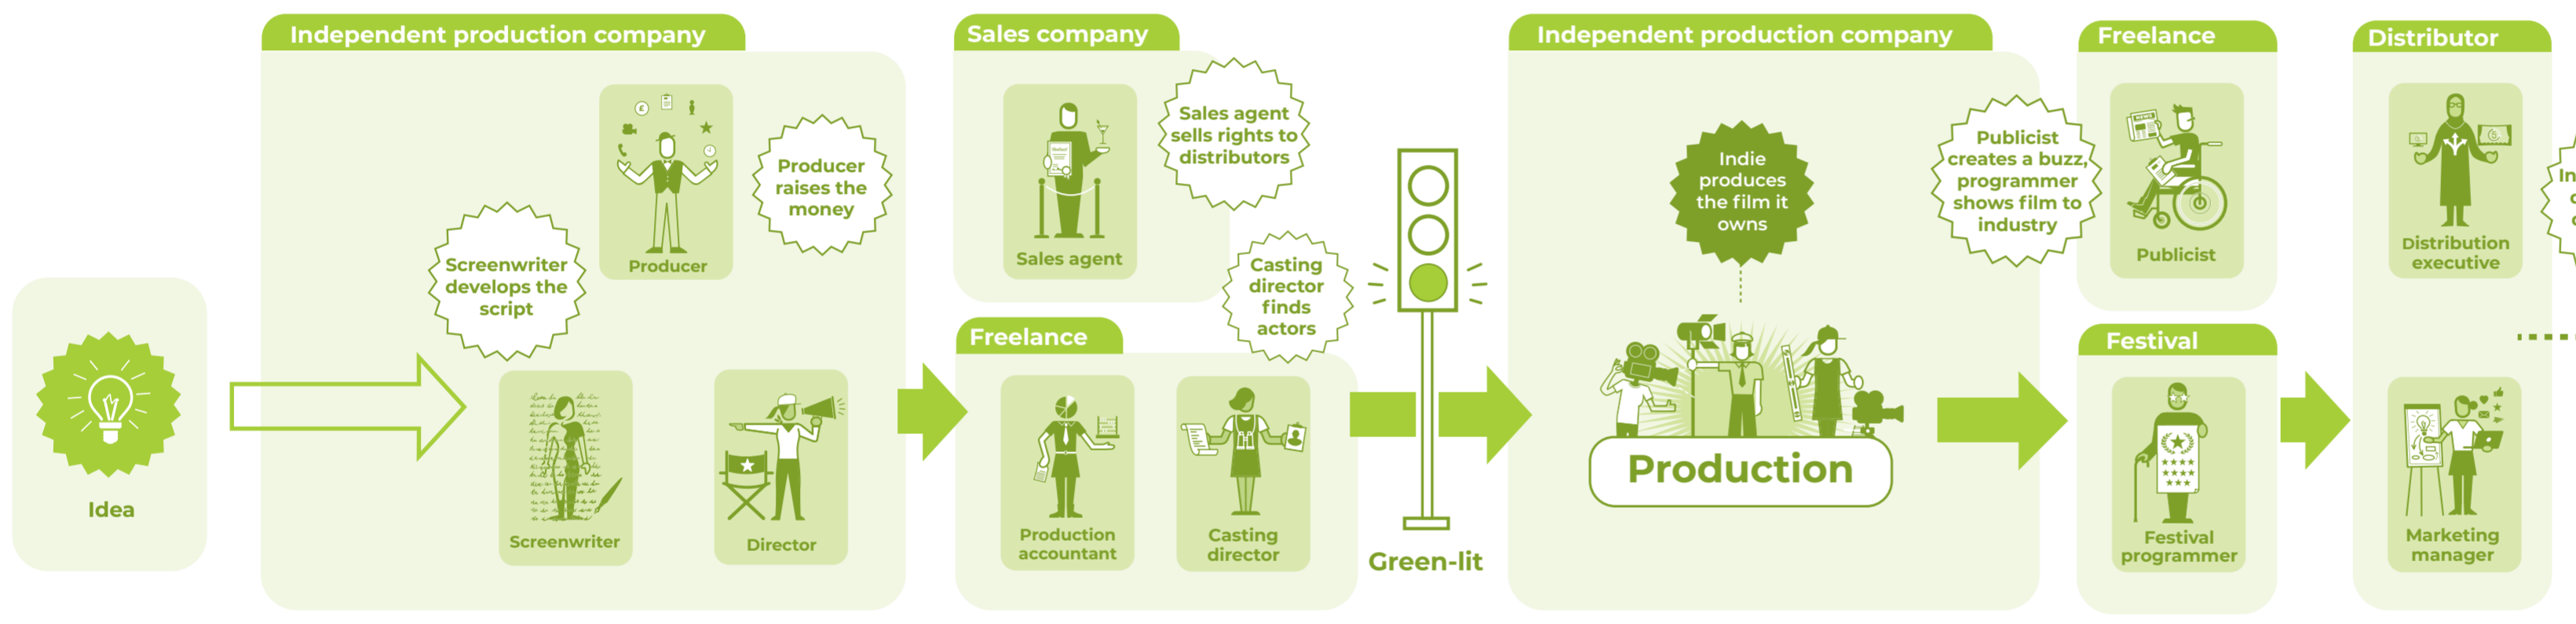 Idea
Independent production company
Producer
Producer
raises the
money
Screenwriter
develops the
script
Screenwriter
Director
Sales company
Sales agent
Sales agent
sells rights to
distributors
Freelance
Casting
director
finds
actors
Production
accountant
Casting
director
Green-lit
Independent production company
Indie
produces
the film it
owns
Production
Publicist
creates a buzz,
programmer
shows film to
industry
Freelance
NEWS
Publicist
Festival
Festival
programmer
Distributor
Distribution
executive
Marketing
manager
In